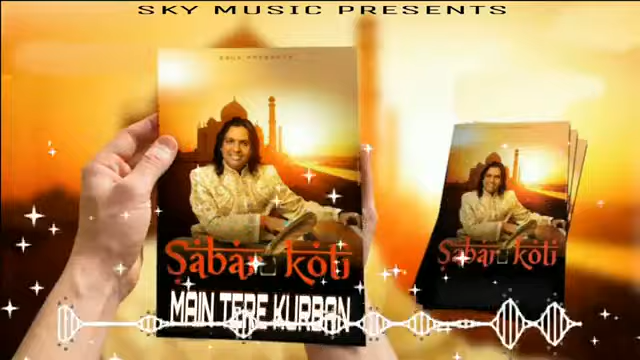 SKY MUSIC PRESENTS
Sabar koti
MAIN TERE KURBAN
Sabar koti